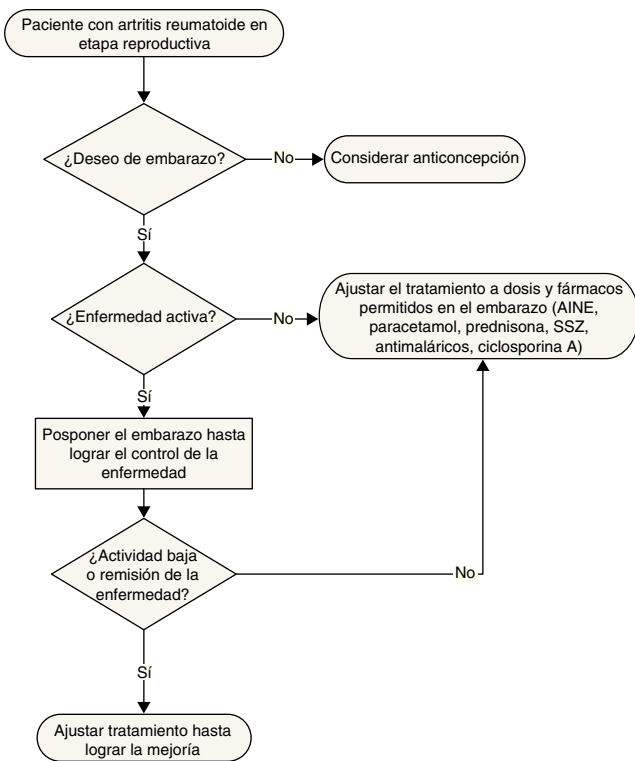 Paciente con artritis reumatoide en
etapa reproductiva
¿Deseo de embarazo?
No
Considerar anticoncepción
Sí
¿Enfermedad activa?
No
Ajustar el tratamiento a dosis y fármacos
permitidos en el embarazo (AINE,
paracetamol, prednisona, SSZ,
antimaláricos, ciclosporina A)
Sí
Posponer el embarazo hasta
lograr el control de la
enfermedad
¿Actividad baja
o remisión de la
enfermedad?
No
Sí
Ajustar tratamiento hasta
lograr la mejoría